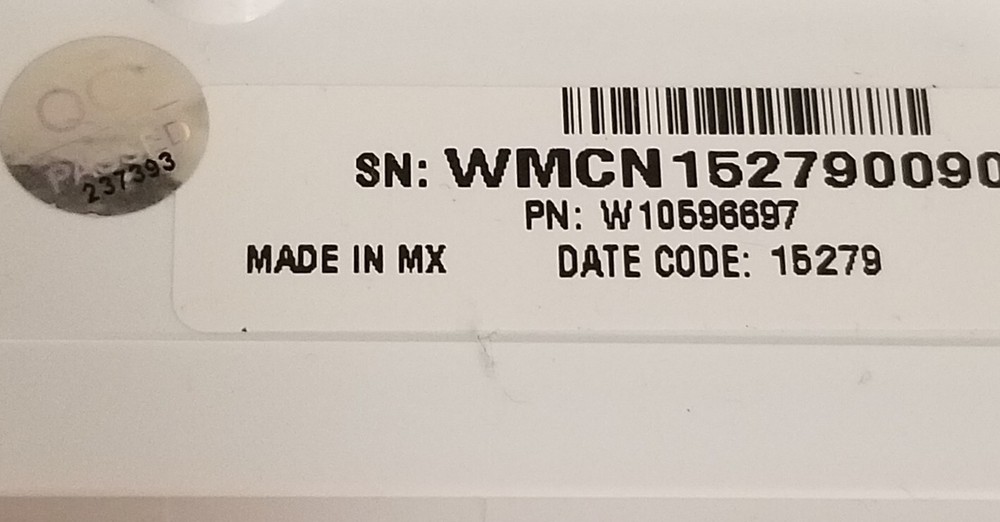 QC
PASSED
237393
SN: WMCN152790090
PN: W10596697
MADE IN MX DATE CODE: 15279